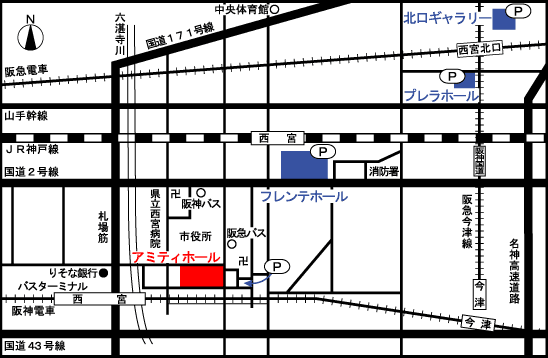 中央体育館
P
北口ギャラリー
N
六湛寺川
国道171号線
西宮北口
阪急電車
P
プレラホール
山手幹線
西宮
JR神戸線
P
消防署
阪神国道
国道2号線
卍
阪神バス
フレンテホール
県立西宮病院
札場筋
市役所
阪急バス
阪急今津線
名神高速道路
アミティホール
卍
P
りそな銀行
バスターミナル
西宮
今津
阪神電車
今津
国道43号線